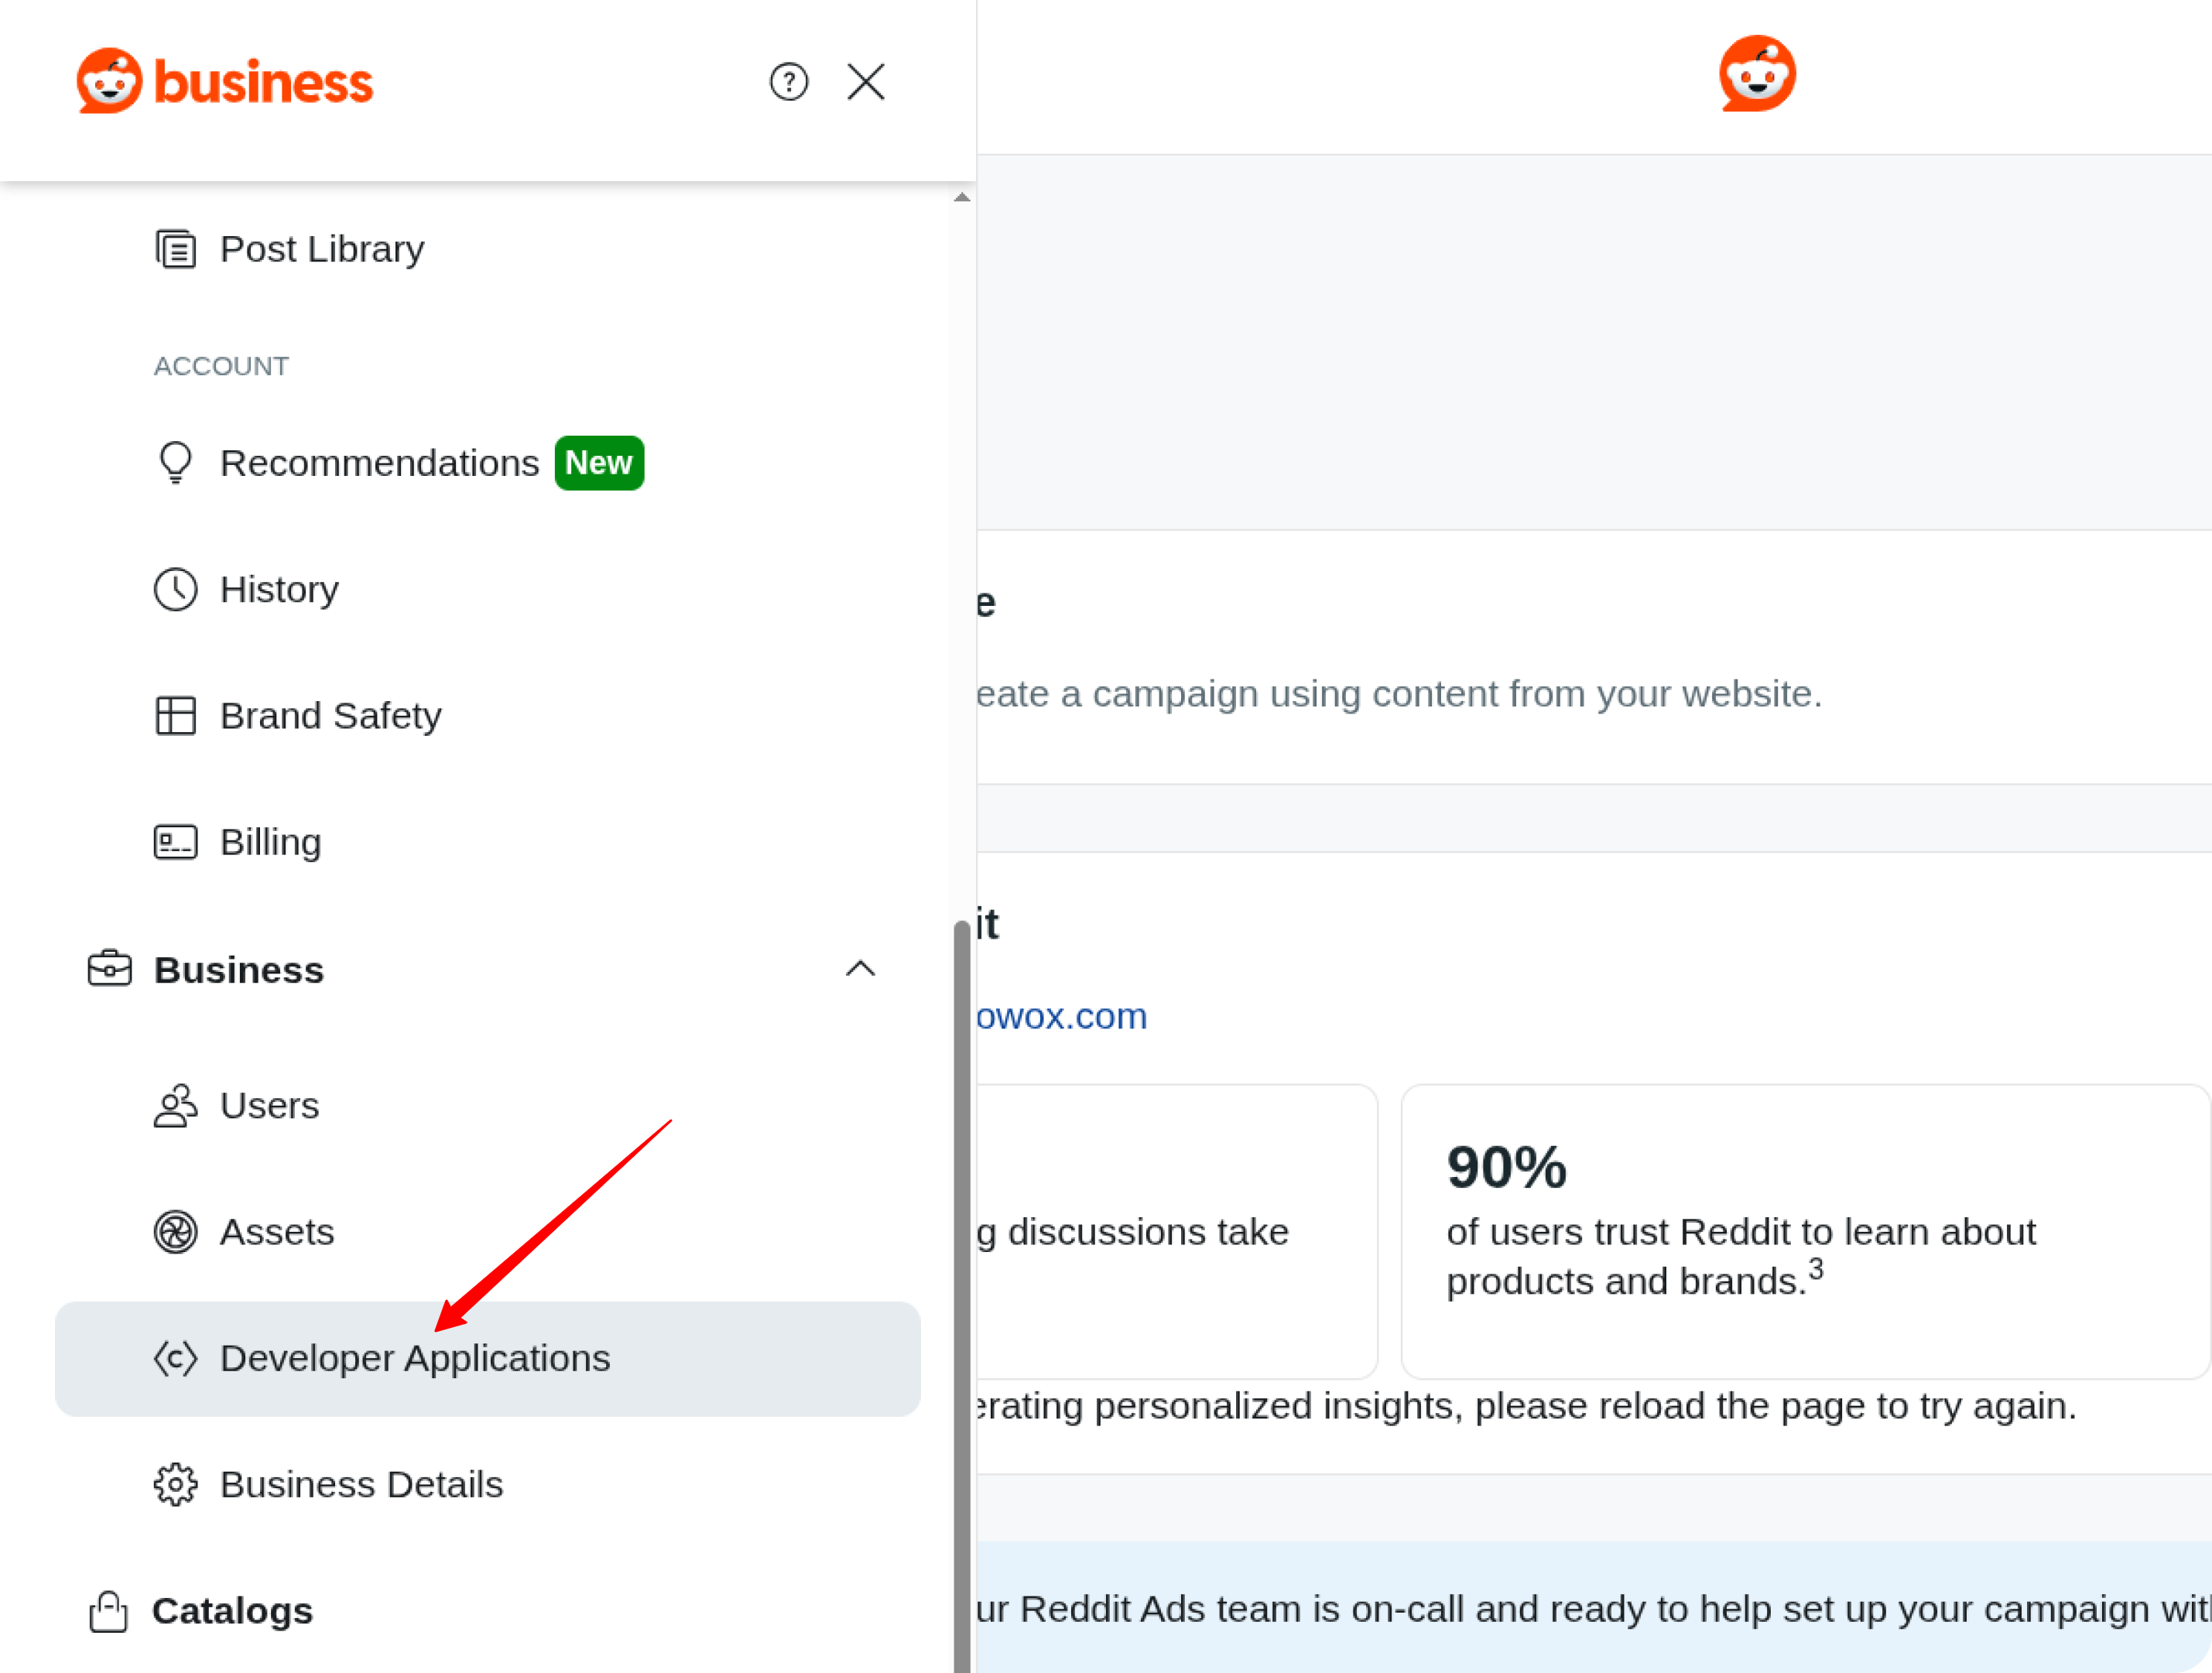 business
Post Library
ACCOUNT
Recommendations New
History
Brand Safety
Billing
Business
Users
Assets
Developer Applications
Business Details
Catalogs
e
eate a campaign using content from your website.
it
owox.com
g discussions take
90%
of users trust Reddit to learn about
products and brands.3
erating personalized insights, please reload the page to try again.
ur Reddit Ads team is on-call and ready to help set up your campaign wit